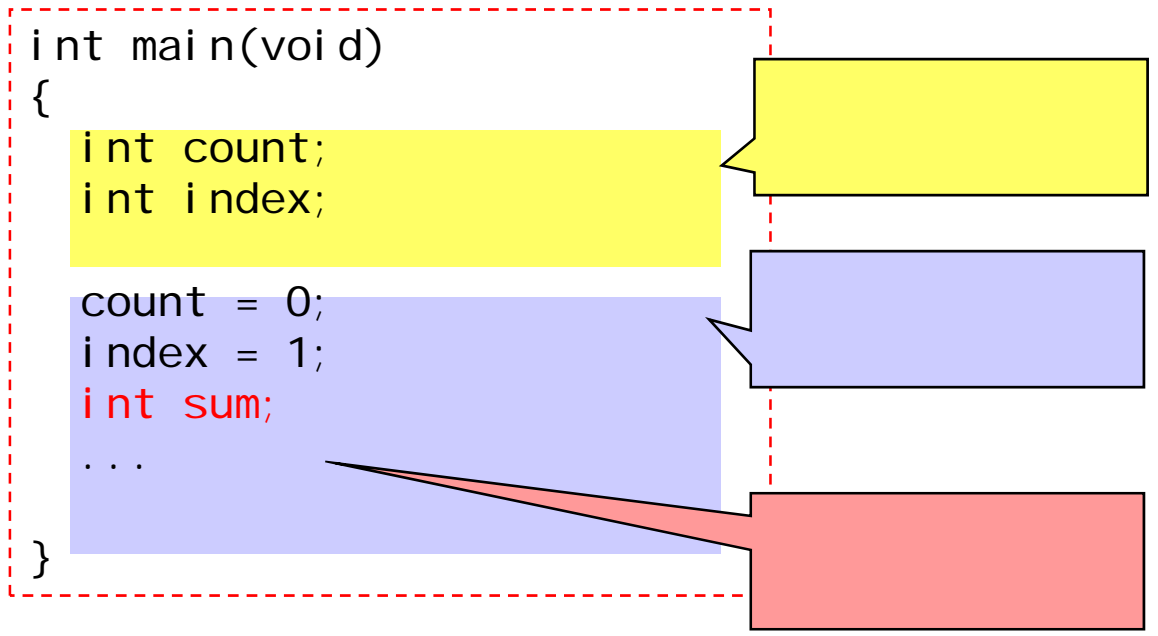 int main(void)
{
int count;
int index;
count = 0;
index = 1;
int sum;
...
}